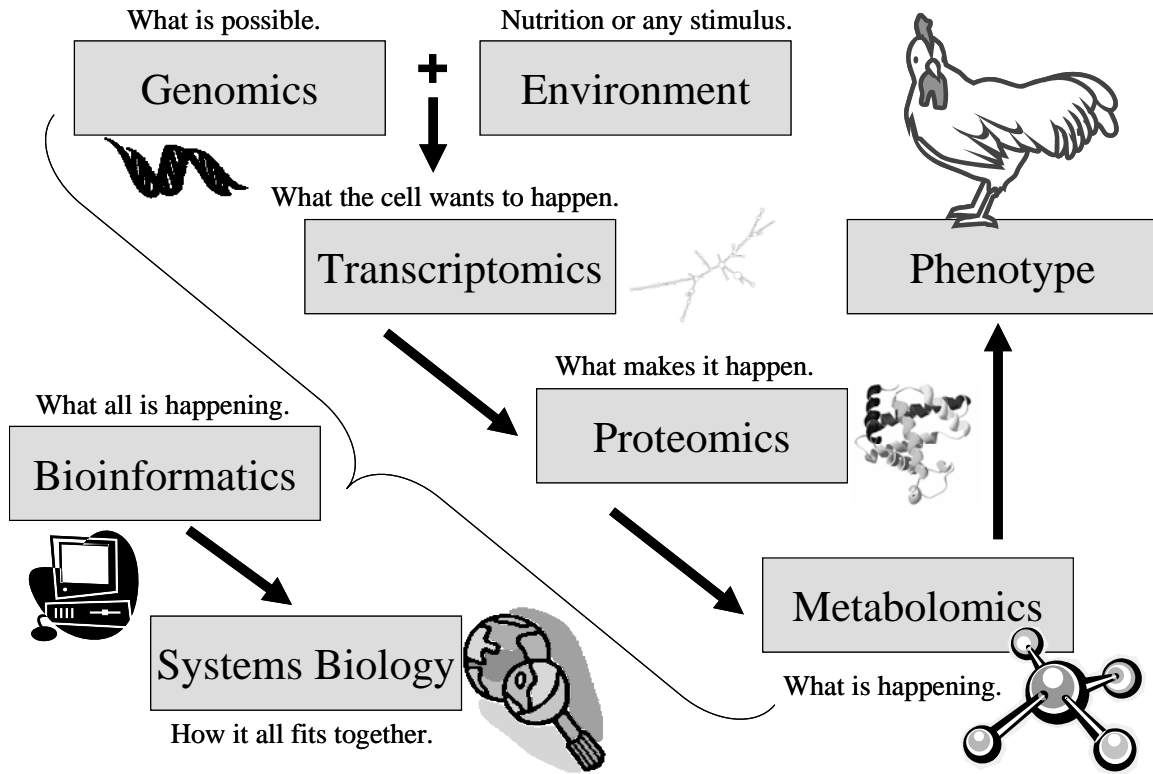 What is possible.
Genomics
+
Nutrition or any stimulus.
Environment
What the cell wants to happen.
Transcriptomics
Phenotype
What makes it happen.
Proteomics
What all is happening.
Bioinformatics
Metabolomics
What is happening.
Systems Biology
How it all fits together.